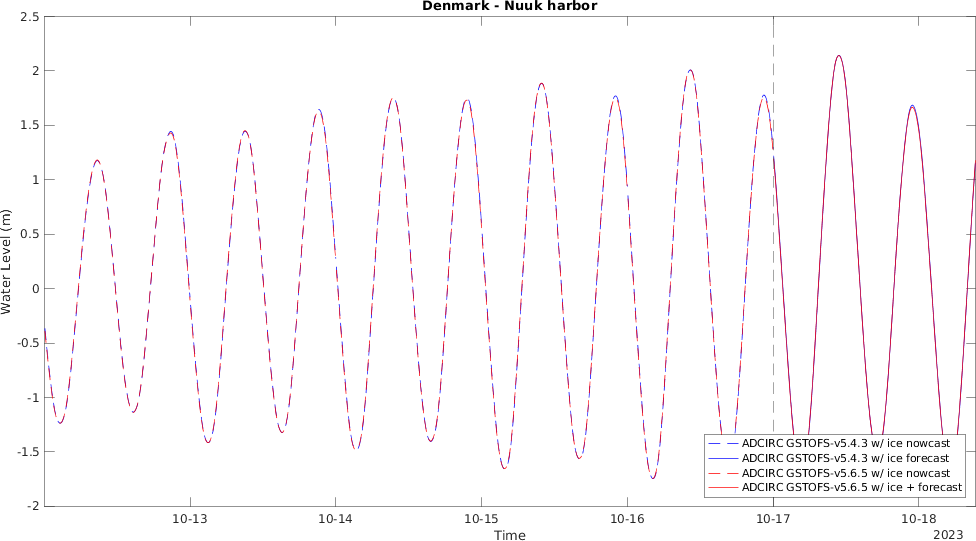 Denmark - Nuuk harbor
2.5
2
1.5
1
0.5
0
-0.5
-1
-1.5
-2
Water Level (m)
10-13
10-14
10-15
10-16
10-17
10-18
Time
2023
ADCIRC GSTOFS-v5.4.3 w/ ice nowcast
ADCIRC GSTOFS-v5.4.3 w/ ice forecast
ADCIRC GSTOFS-v5.6.5 w/ ice nowcast
ADCIRC GSTOFS-v5.6.5 w/ ice + forecast